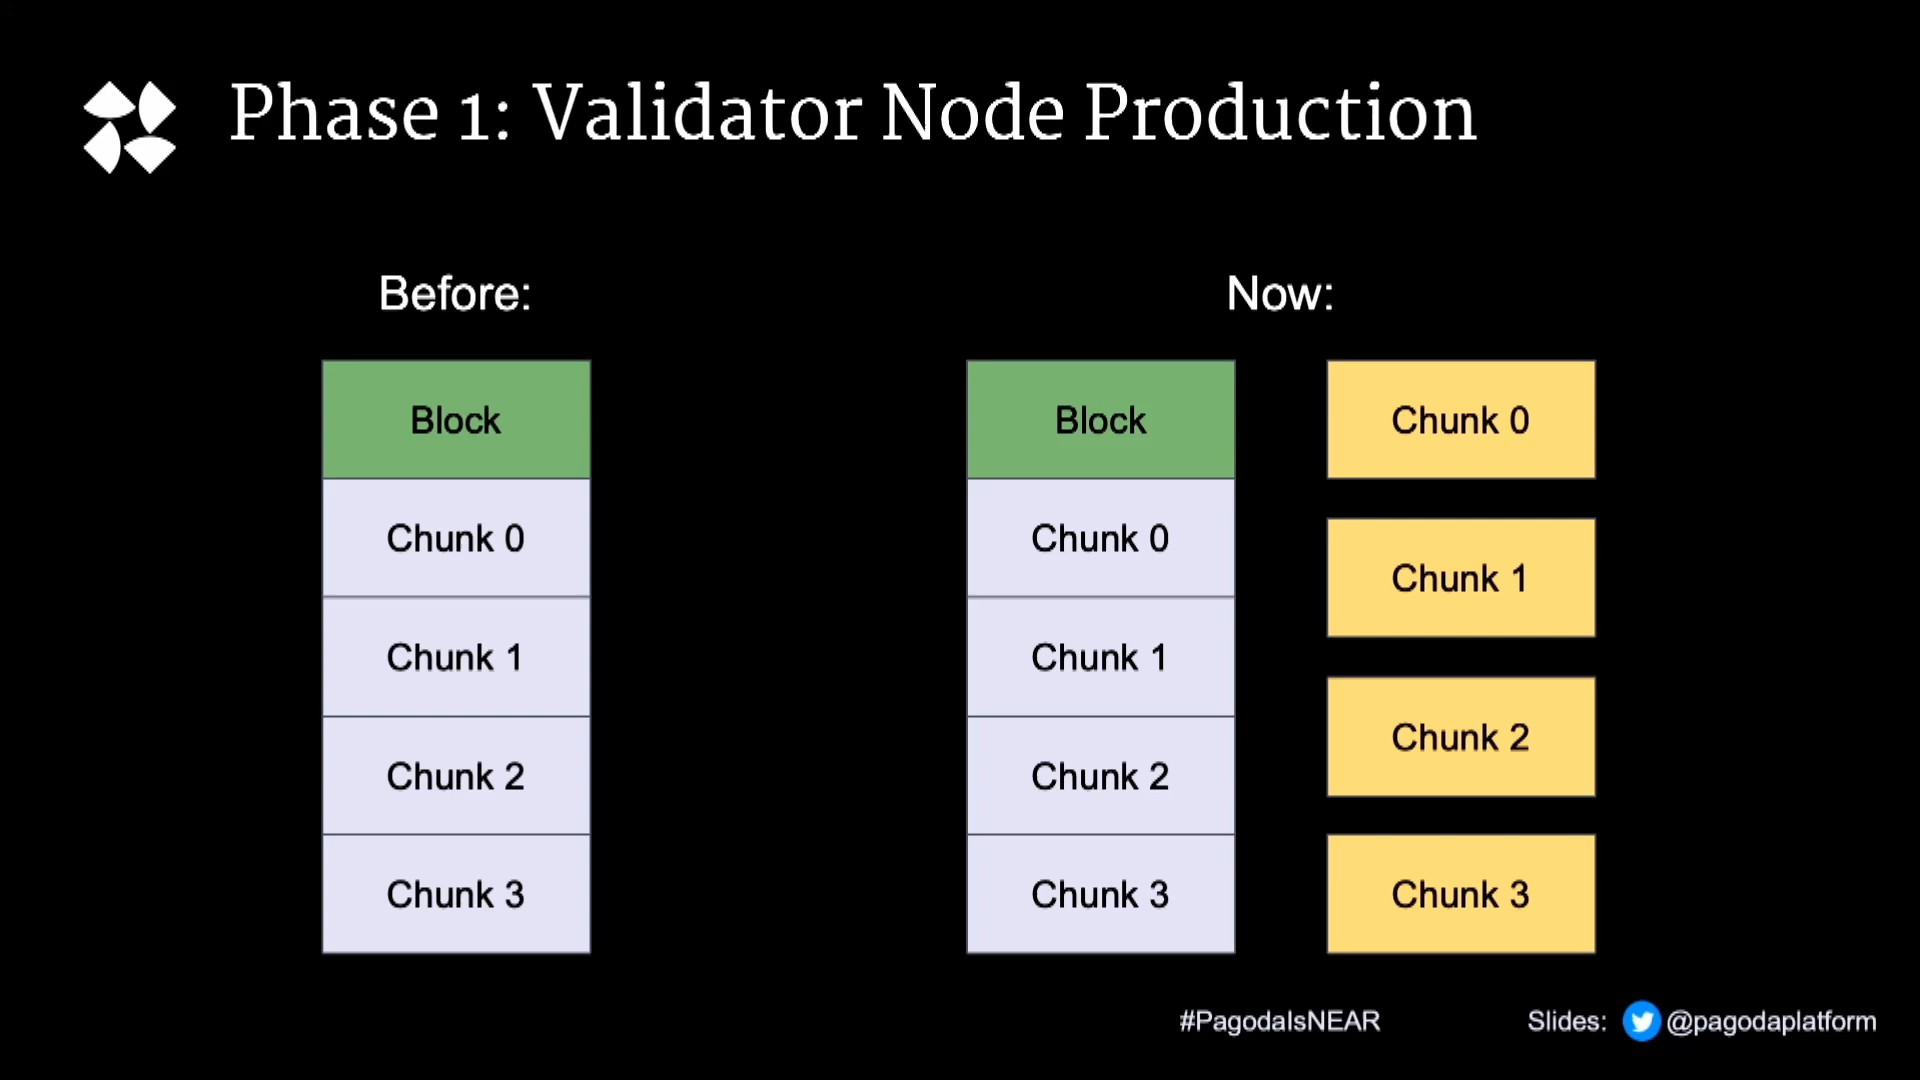 Phase 1: Validator Node Production
Before:
Block
Chunk 0
Chunk 1
Chunk 2
Chunk 3
Now:
Block
Chunk 0
Chunk 1
Chunk 2
Chunk 3
Chunk 0
Chunk 1
Chunk 2
Chunk 3
#PagodaIsNEAR
Slides: @pagodaplatform